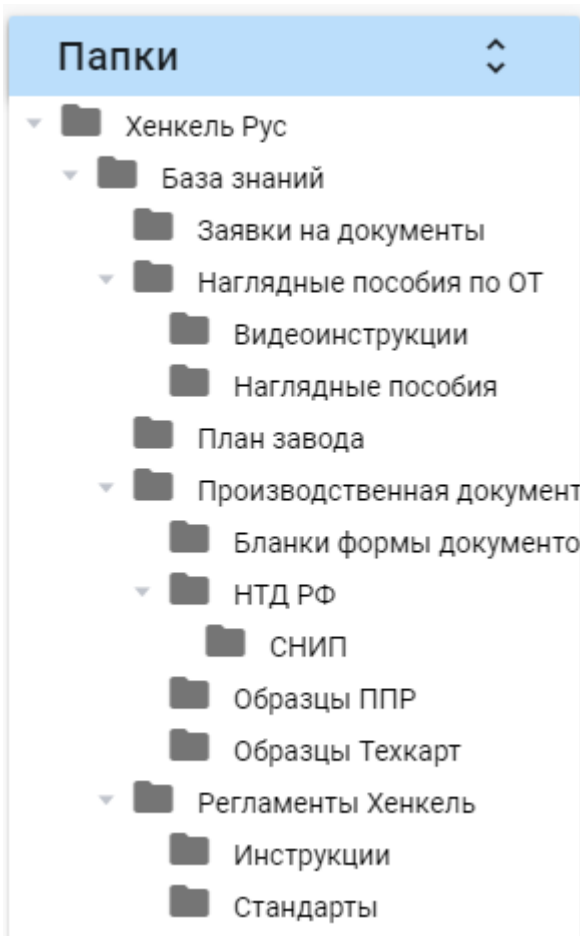 Папки
Хенкель Рус
База знаний
Заявки на документы
Наглядные пособия по ОТ
Видеоинструкции
Наглядные пособия
План завода
Производственная документ
Бланки формы документо
НТД РФ
СНИП
Образцы ППР
Образцы Техкарт
Регламенты Хенкель
Инструкции
Стандарты